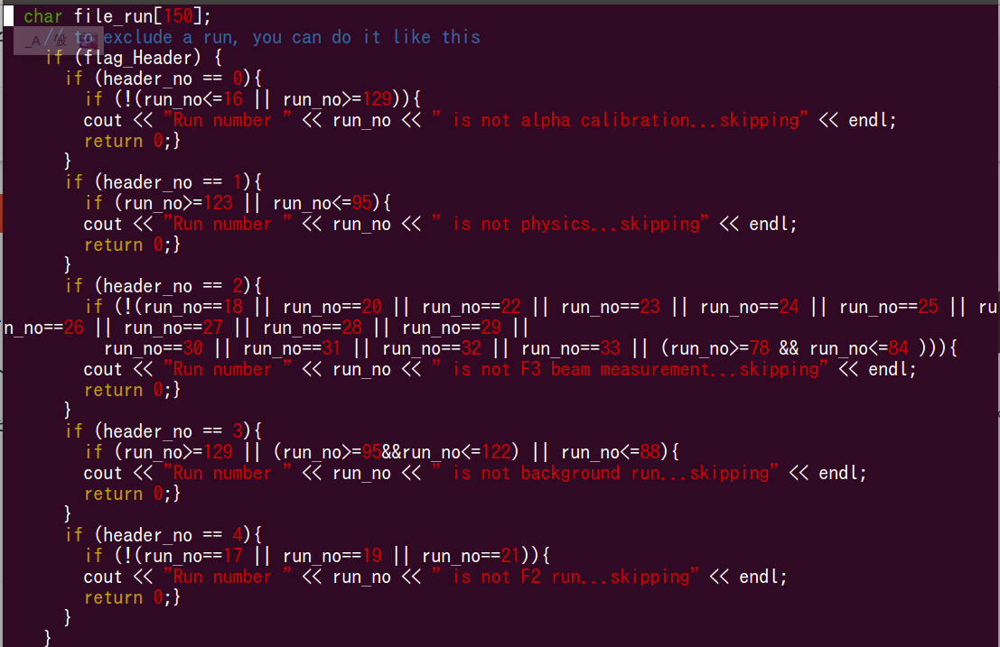 char file_run[150];
// to exclude a run, you can do it like this
if (flag_Header) {
if (header_no == 0){
if (!(run_no<=16 || run_no>=129)){
cout << "Run number " << run_no << " is not alpha calibration...skipping" << endl;
return 0;}
}
if (header_no == 1){
if (run_no>=123 || run_no<=95){
cout << "Run number " << run_no << " is not physics...skipping" << endl;
return 0;}
}
if (header_no == 2){
if (!(run_no==18 || run_no==20 || run_no==22 || run_no==23 || run_no==24 || run_no==25 || ru
n_no==26 || run_no==27 || run_no==28 || run_no==29 ||
run_no==30 || run_no==31 || run_no==32 || run_no==33 || (run_no>=78 && run_no<=84 ))){
cout << "Run number " << run_no << " is not F3 beam measurement...skipping" << endl;
return 0;}
}
if (header_no == 3){
if (run_no>=129 || (run_no>=95&&run_no<=122) || run_no<=88){
cout << "Run number " << run_no << " is not background run...skipping" << endl;
return 0;}
}
if (header_no == 4){
if (!(run_no==17 || run_no==19 || run_no==21)){
cout << "Run number " << run_no << " is not F2 run...skipping" << endl;
return 0;}
}
}